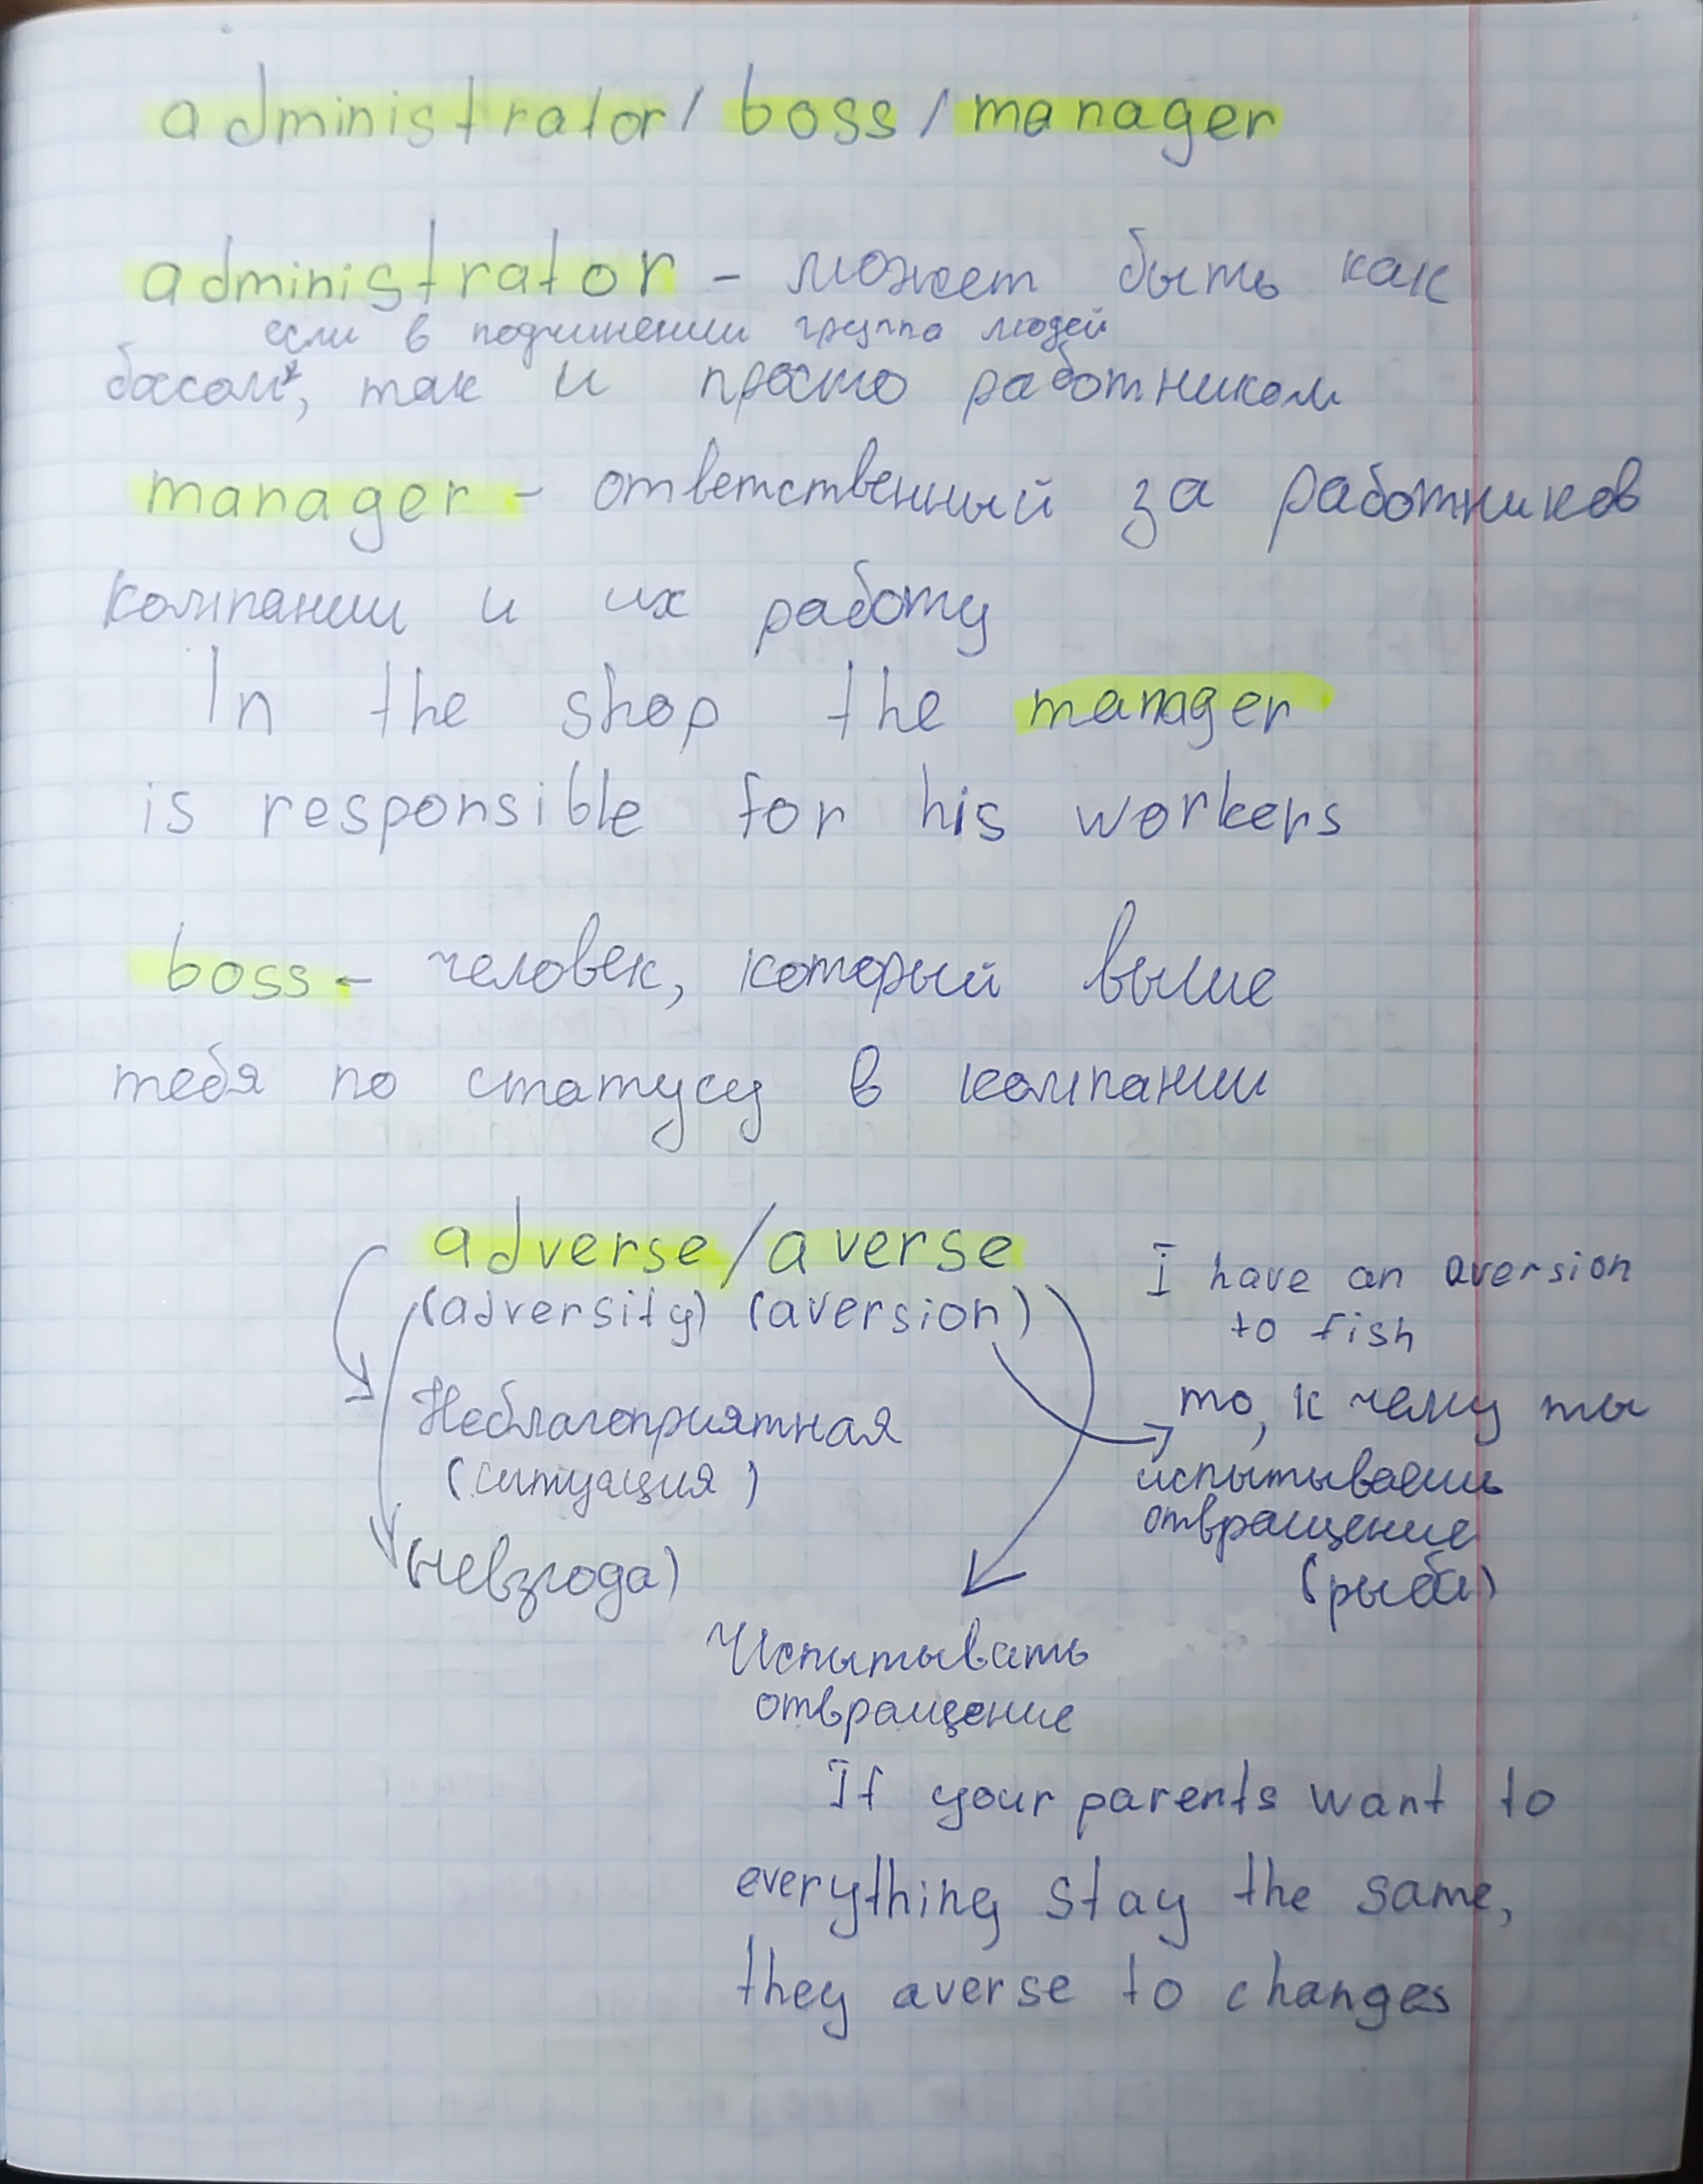 administrator / boss / manager
administrator - может быть как
если в подчинении группа людей
босом*, так и просто работником
manager - ответственный за работников
компании и их работу
In the shop the manager
is responsible for his workers
boss - человек, который выше
тебя по статусу в компании
adverse / averse
(adversity) (aversion)
I have an aversion
to fish
Неблагоприятная
(ситуация)
(невзгода)
то, к чему ты
испытываешь
отвращение
(рыба)
Испытывать
отвращение
If your parents want to
everything stay the same,
they averse to changes